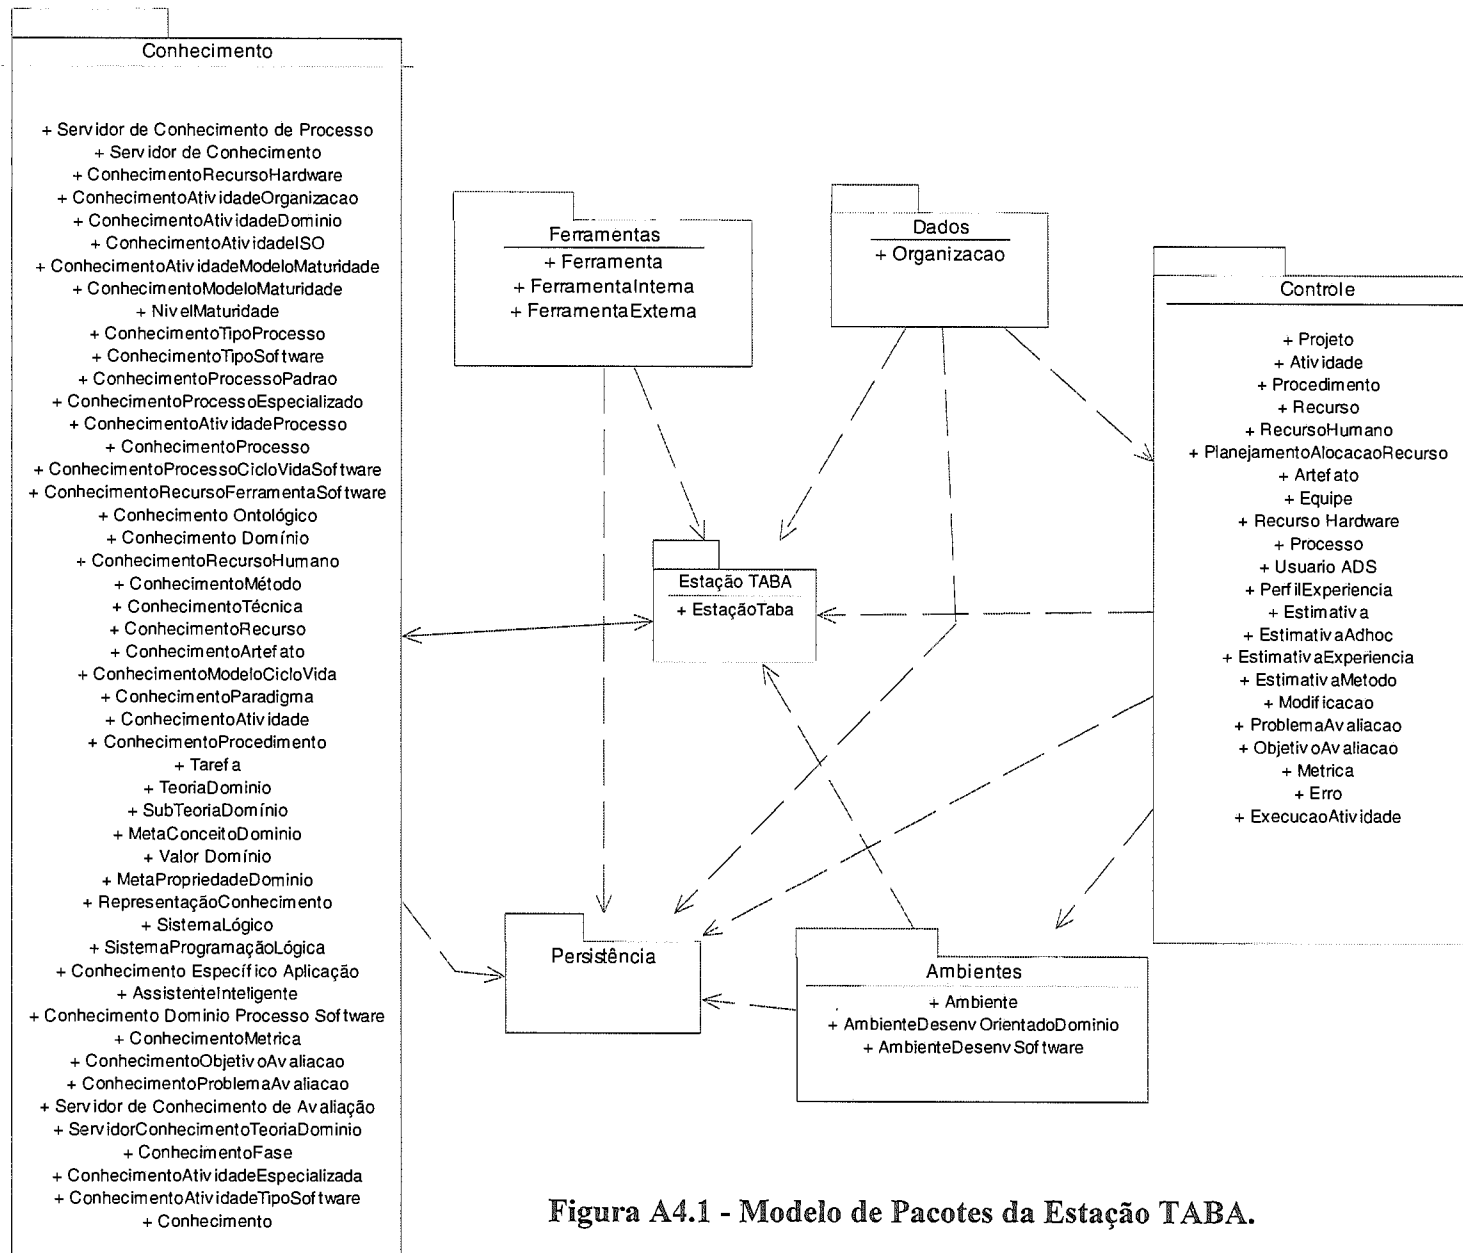 Conhecimento
+ Servidor de Conhecimento de Processo
+ Servidor de Conhecimento
+ ConhecimentoRecursoHardware
+ ConhecimentoAtividadeOrganizacao
+ ConhecimentoAtividadeDominio
+ ConhecimentoAtividadeISO
+ ConhecimentoAtividadeModeloMaturidade
+ ConhecimentoModeloMaturidade
+ NivelMaturidade
+ ConhecimentoTipoProcesso
+ ConhecimentoTipoSoftware
+ ConhecimentoProcessoPadrao
+ ConhecimentoProcessoEspecializado
+ ConhecimentoAtividadeProcesso
+ ConhecimentoProcesso
+ ConhecimentoProcessoCicloVidaSoftware
+ ConhecimentoRecursoFerramentaSoftware
+ Conhecimento Ontológico
+ Conhecimento Domínio
+ ConhecimentoRecursoHumano
+ ConhecimentoMétodo
+ ConhecimentoTécnica
+ ConhecimentoRecurso
+ ConhecimentoArtefato
+ ConhecimentoModeloCicloVida
+ ConhecimentoParadigma
+ ConhecimentoAtividade
+ ConhecimentoProcedimento
+ Tarefa
+ TeoriaDominio
+ SubTeoriaDomínio
+ MetaConceitoDominio
+ Valor Domínio
+ MetaPropriedadeDominio
+ RepresentaçãoConhecimento
+ SistemaLógico
+ SistemaProgramaçãoLógica
+ Conhecimento Específico Aplicação
+ AssistenteInteligente
+ Conhecimento Dominio Processo Software
+ ConhecimentoMetrica
+ ConhecimentoObjetivoAvaliacao
+ ConhecimentoProblemaAvaliacao
+ Servidor de Conhecimento de Avaliação
+ ServidorConhecimentoTeoriaDominio
+ ConhecimentoFase
+ ConhecimentoAtividadeEspecializada
+ ConhecimentoAtividadeTipoSoftware
+ Conhecimento
Ferramentas
+ Ferramenta
+ FerramentaInterna
+ FerramentaExterna
Dados
+ Organizacao
Controle
+ Projeto
+ Atividade
+ Procedimento
+ Recurso
+ RecursoHumano
+ PlanejamentoAlocacaoRecurso
+ Artefato
+ Equipe
+ Recurso Hardware
+ Processo
+ Usuario ADS
+ PerfilExperiencia
+ Estimativa
+ EstimativaAdhoc
+ EstimativaExperiencia
+ EstimativaMetodo
+ Modificacao
+ ProblemaAvaliacao
+ ObjetivoAvaliacao
+ Metrica
+ Erro
+ ExecucaoAtividade
Estação TABA
+ EstaçãoTaba
Persistência
Ambientes
+ Ambiente
+ AmbienteDesenvOrientadoDominio
+ AmbienteDesenvSoftware
Figura A4.1 - Modelo de Pacotes da Estação TABA.